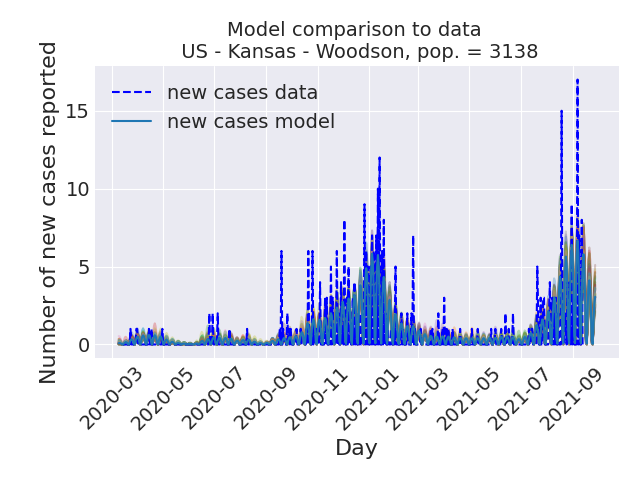 Model comparison to data
US - Kansas - Woodson, pop. = 3138
new cases data
new cases model
Number of new cases reported
15
10
5
0
2020-03
2020-05
2020-07
2020-09
2020-11
2021-01
2021-03
2021-05
2021-07
2021-09
Day